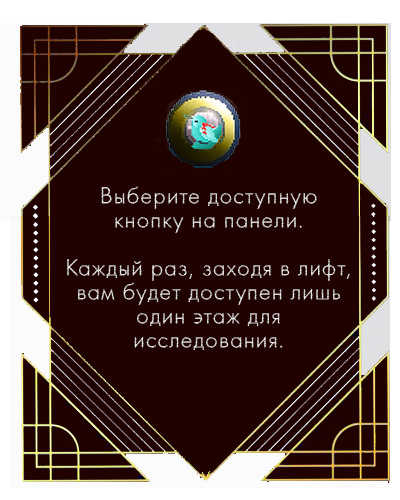 Выберите доступную
кнопку на панели.
Каждый раз, заходя в лифт,
вам будет доступен лишь
один этаж для
исследования.